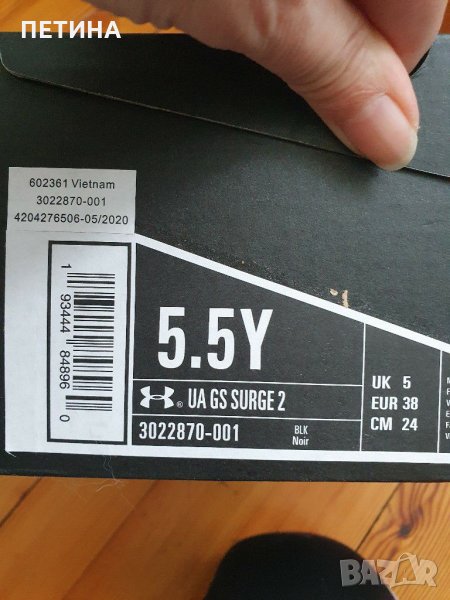 ПЕТИНА
602361 Vietnam
3022870-001
4204276506-05/2020
1 93444 84896 0
5.5Y
UA GS SURGE 2
3022870-001
BLK
Noir
UK 5
EUR 38
CM 24
BAZAR